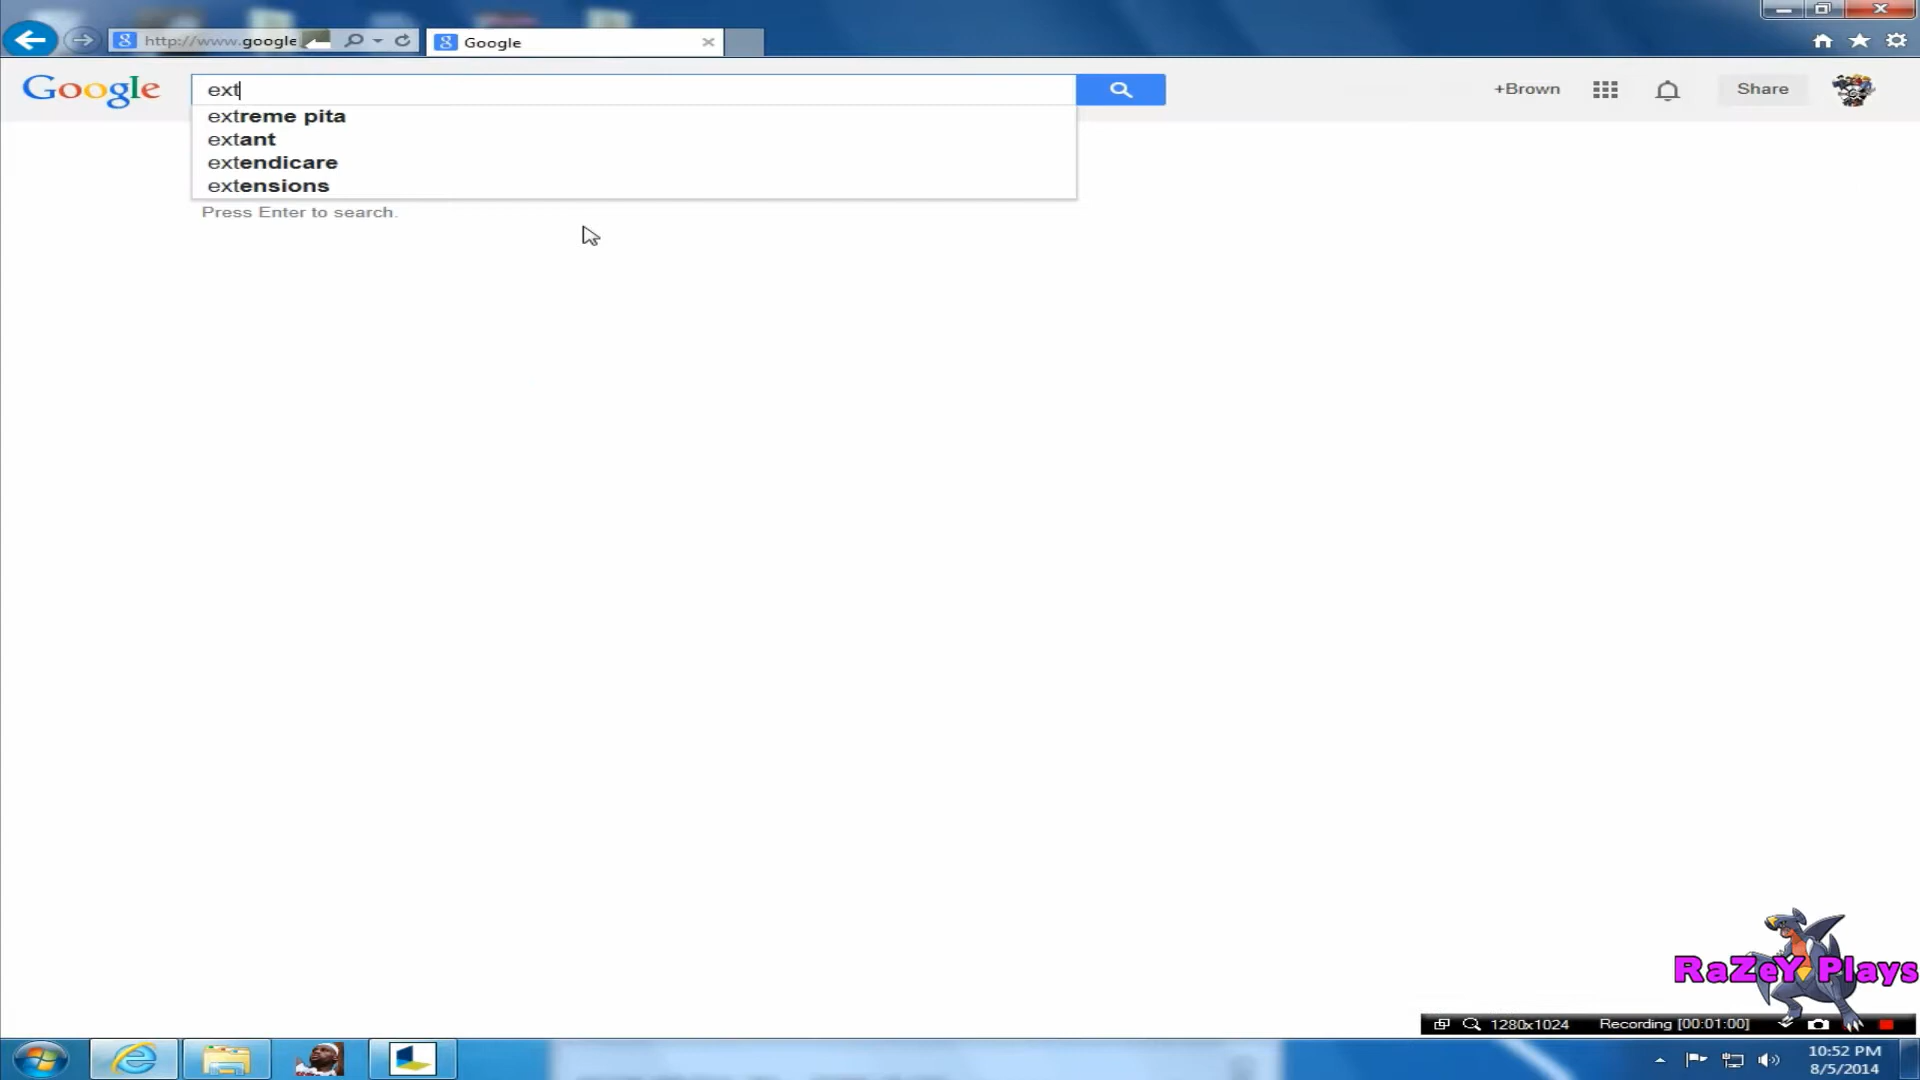 http://www.google
Google
Google
ext
+Brown
Share
extreme pita
extant
extendicare
extensions
Press Enter to search.
RaZeY Plays
1280x1024
Recording [00:01:00]
10:52 PM
8/5/2014